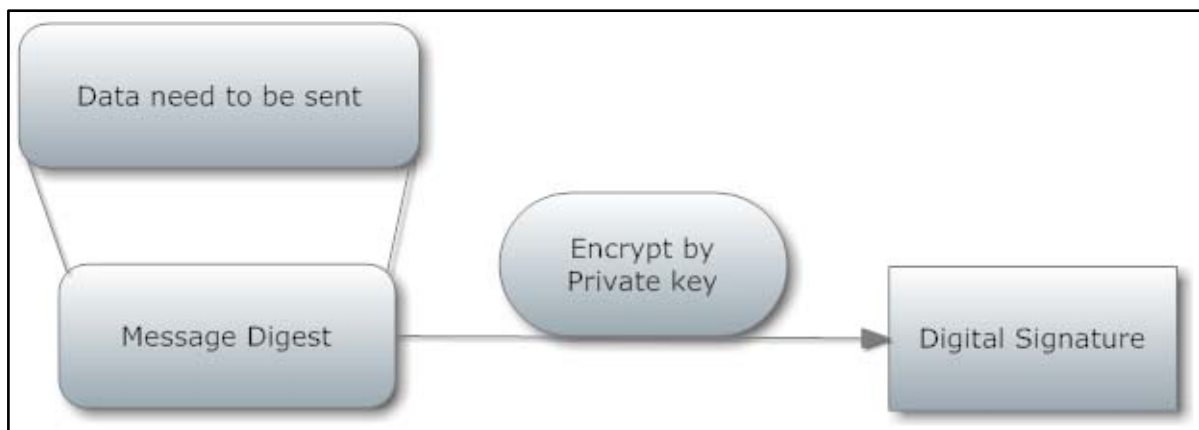 Data need to be sent
Encrypt by
Private key
Message Digest
Digital Signature